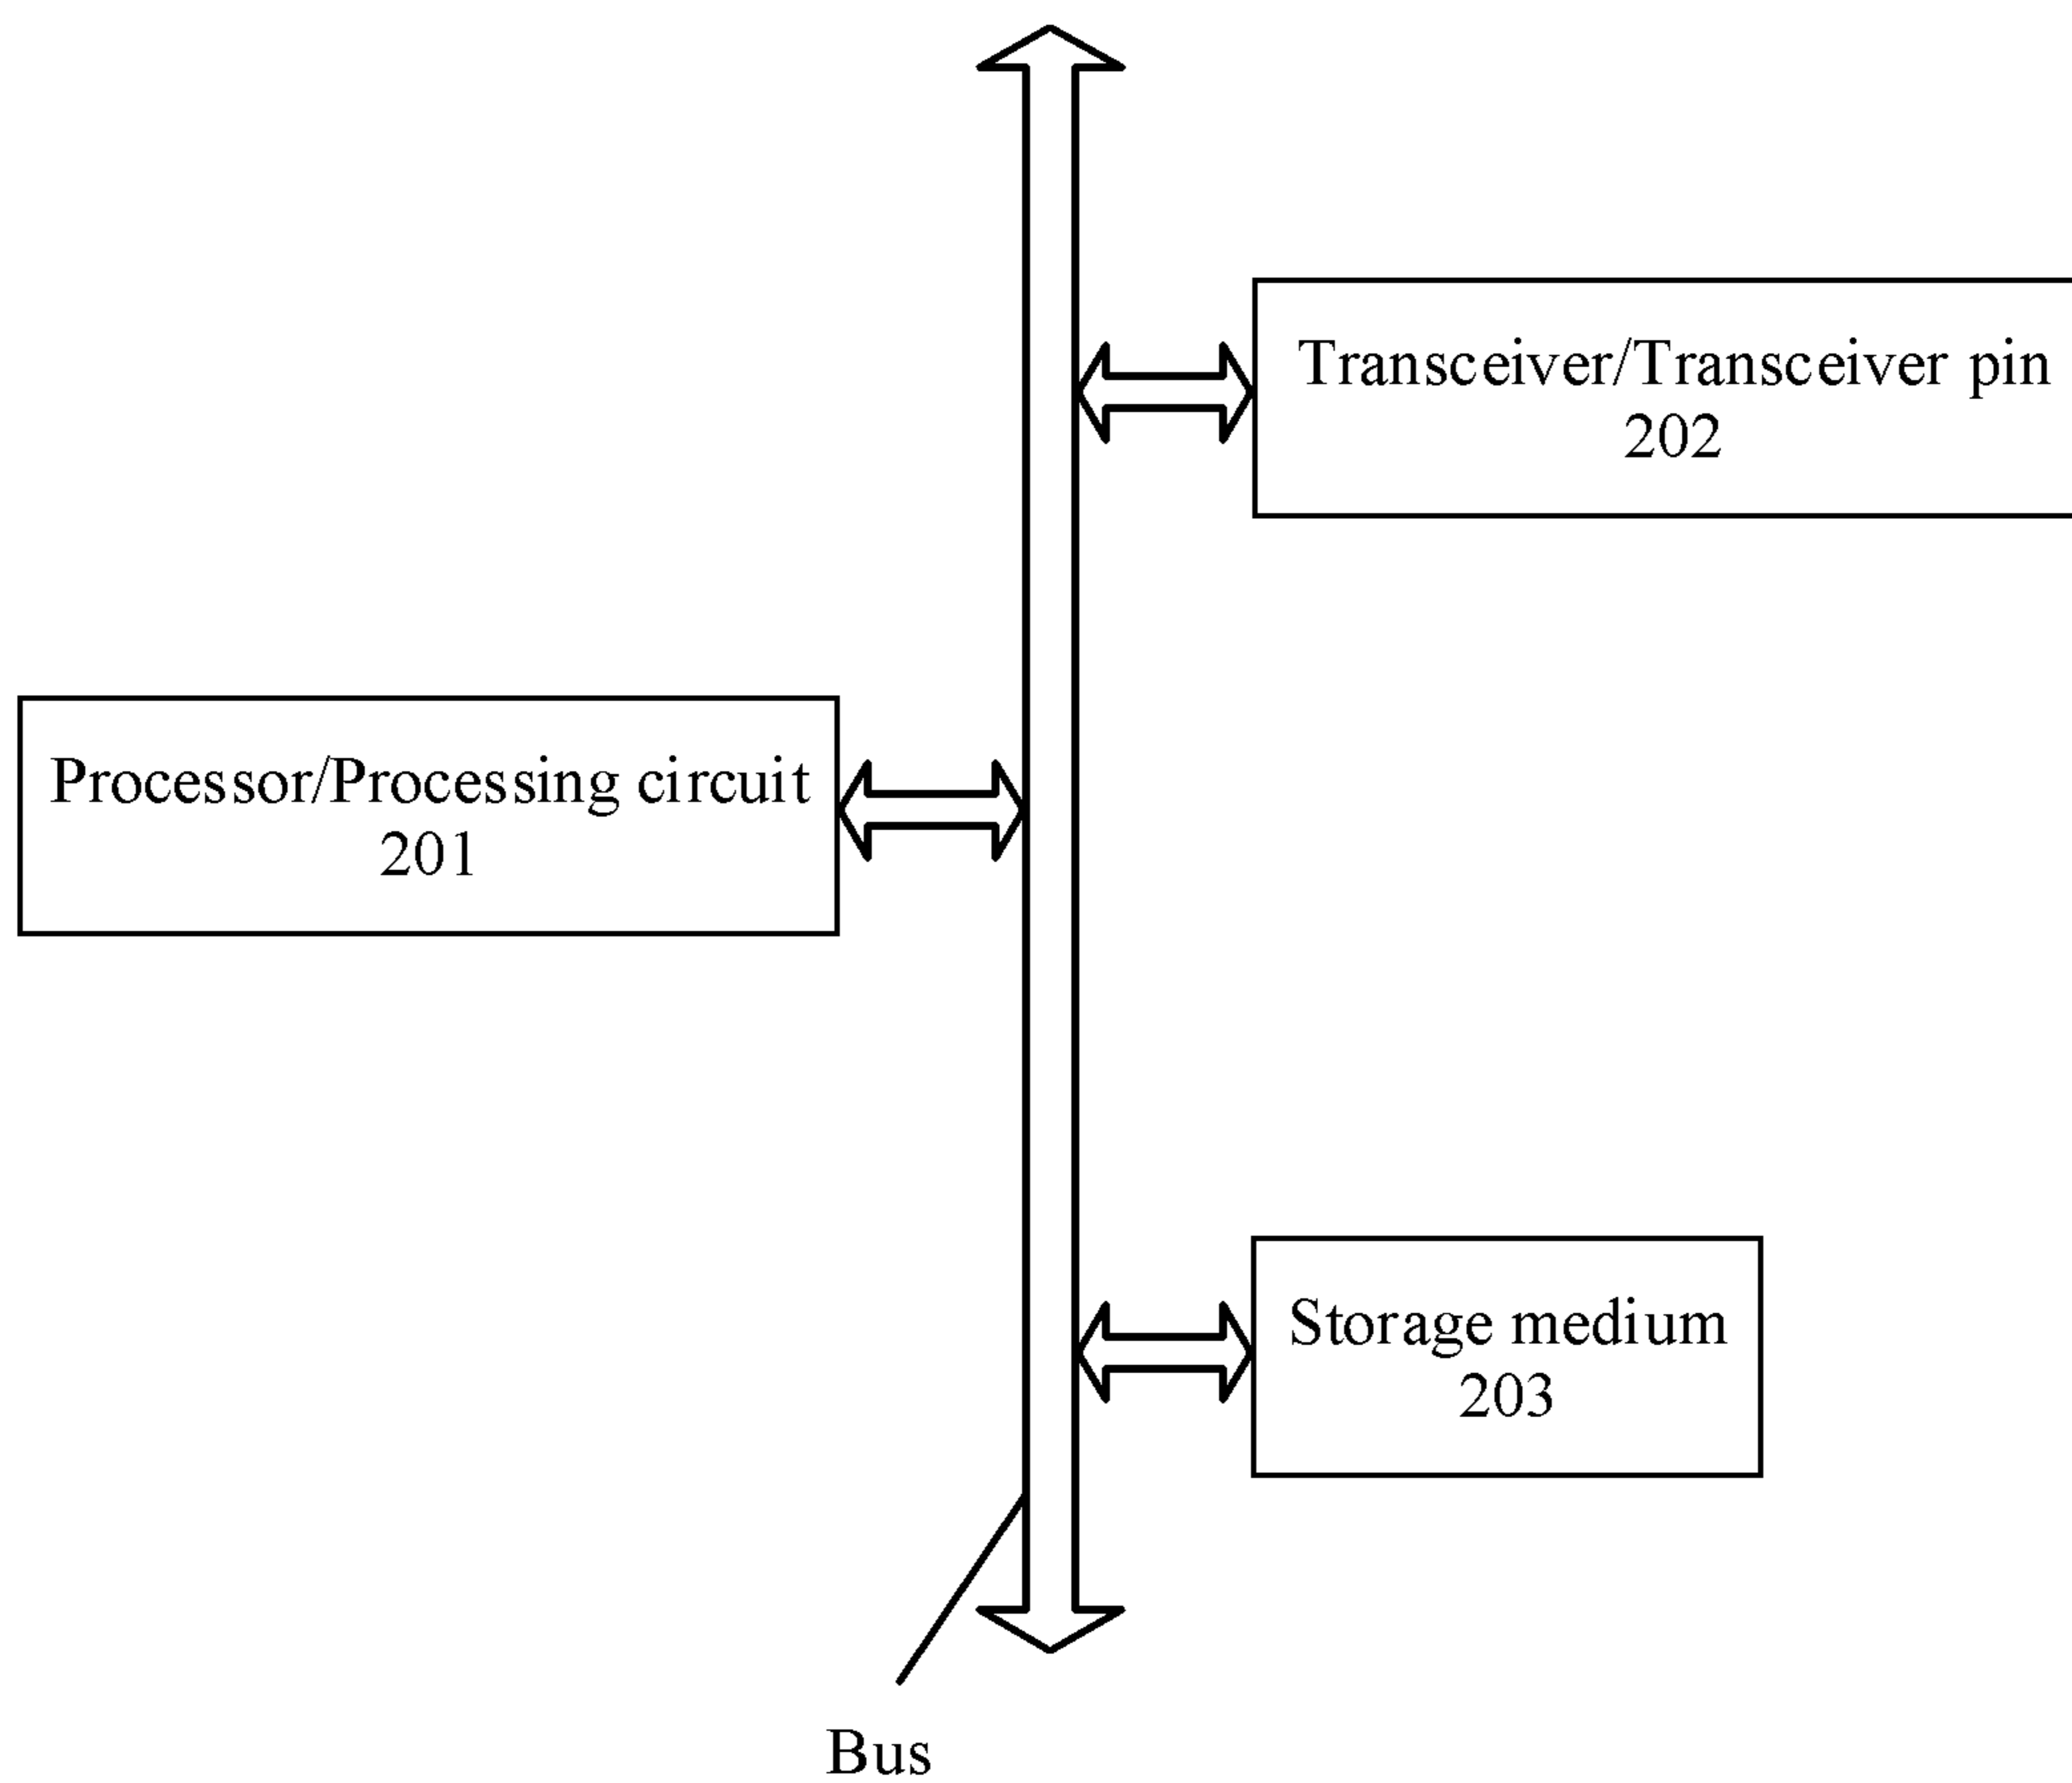 Transceiver/Transceiver pin
202
Processor/Processing circuit
201
Storage medium
203
Bus